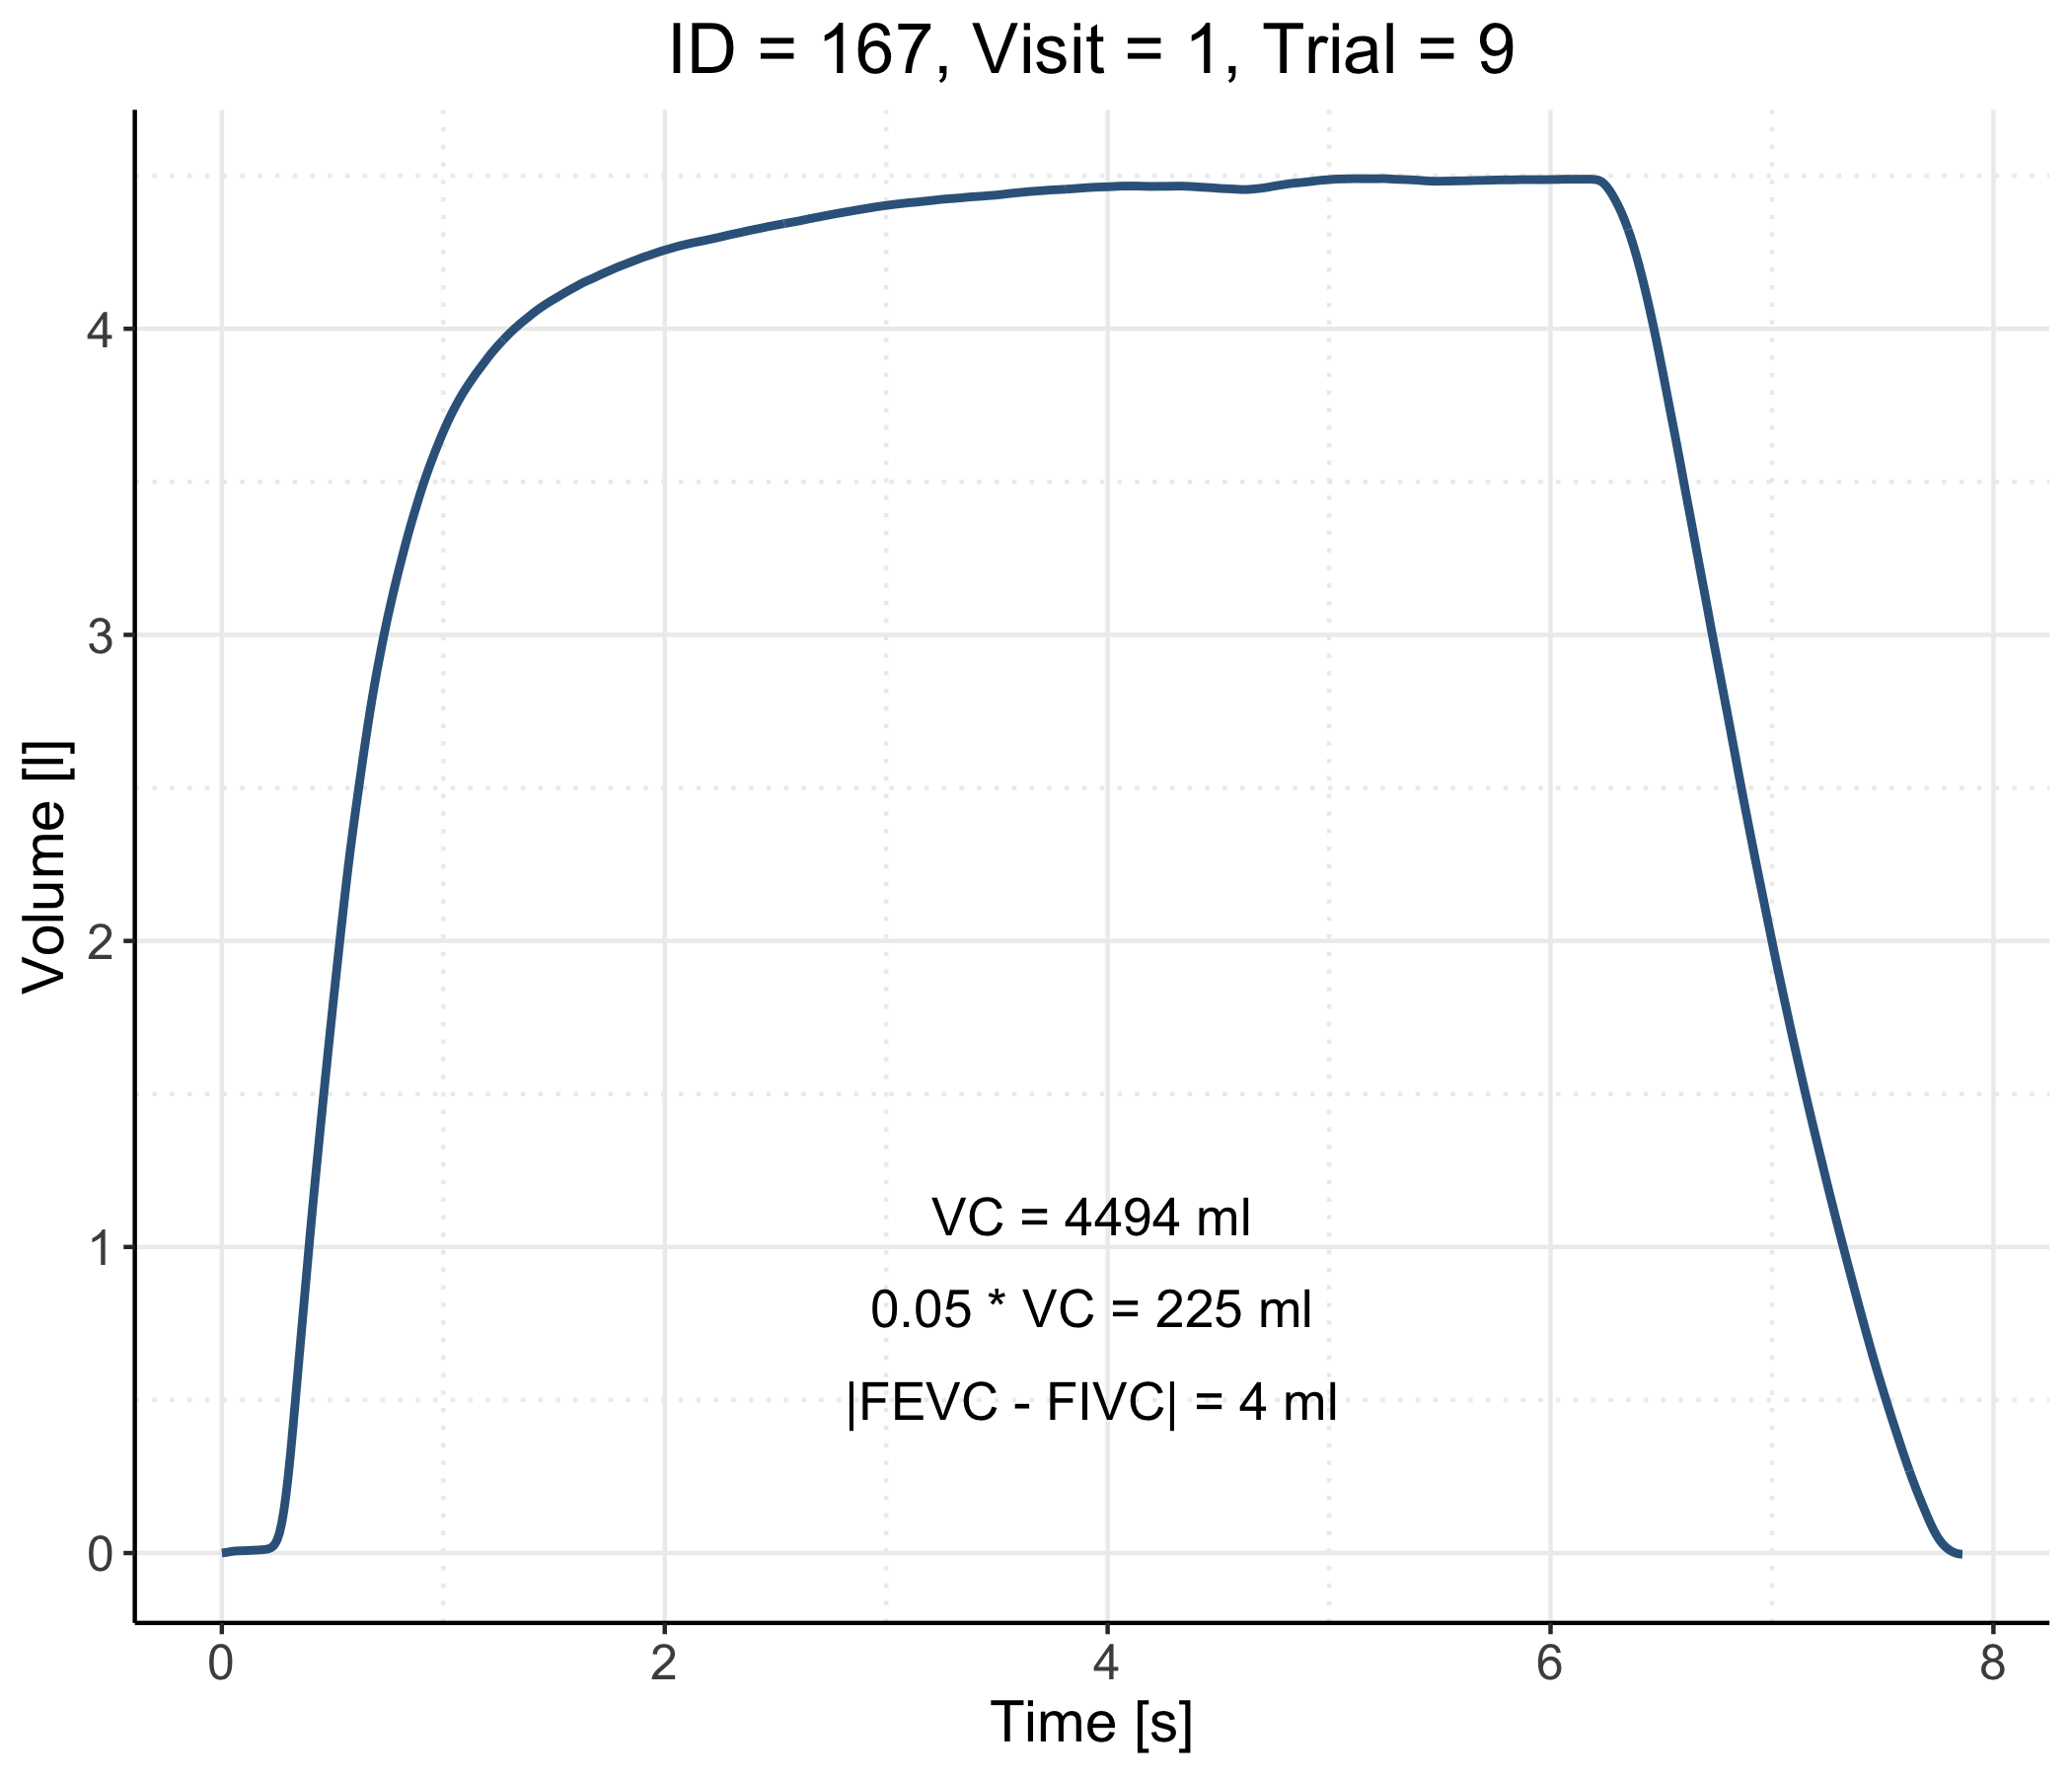 ID = 167, Visit = 1, Trial = 9
Volume [l]
4
3
2
1
0
VC = 4494 ml
0.05 * VC = 225 ml
|FEVC - FIVC| = 4 ml
0 2 4 6 8
Time [s]